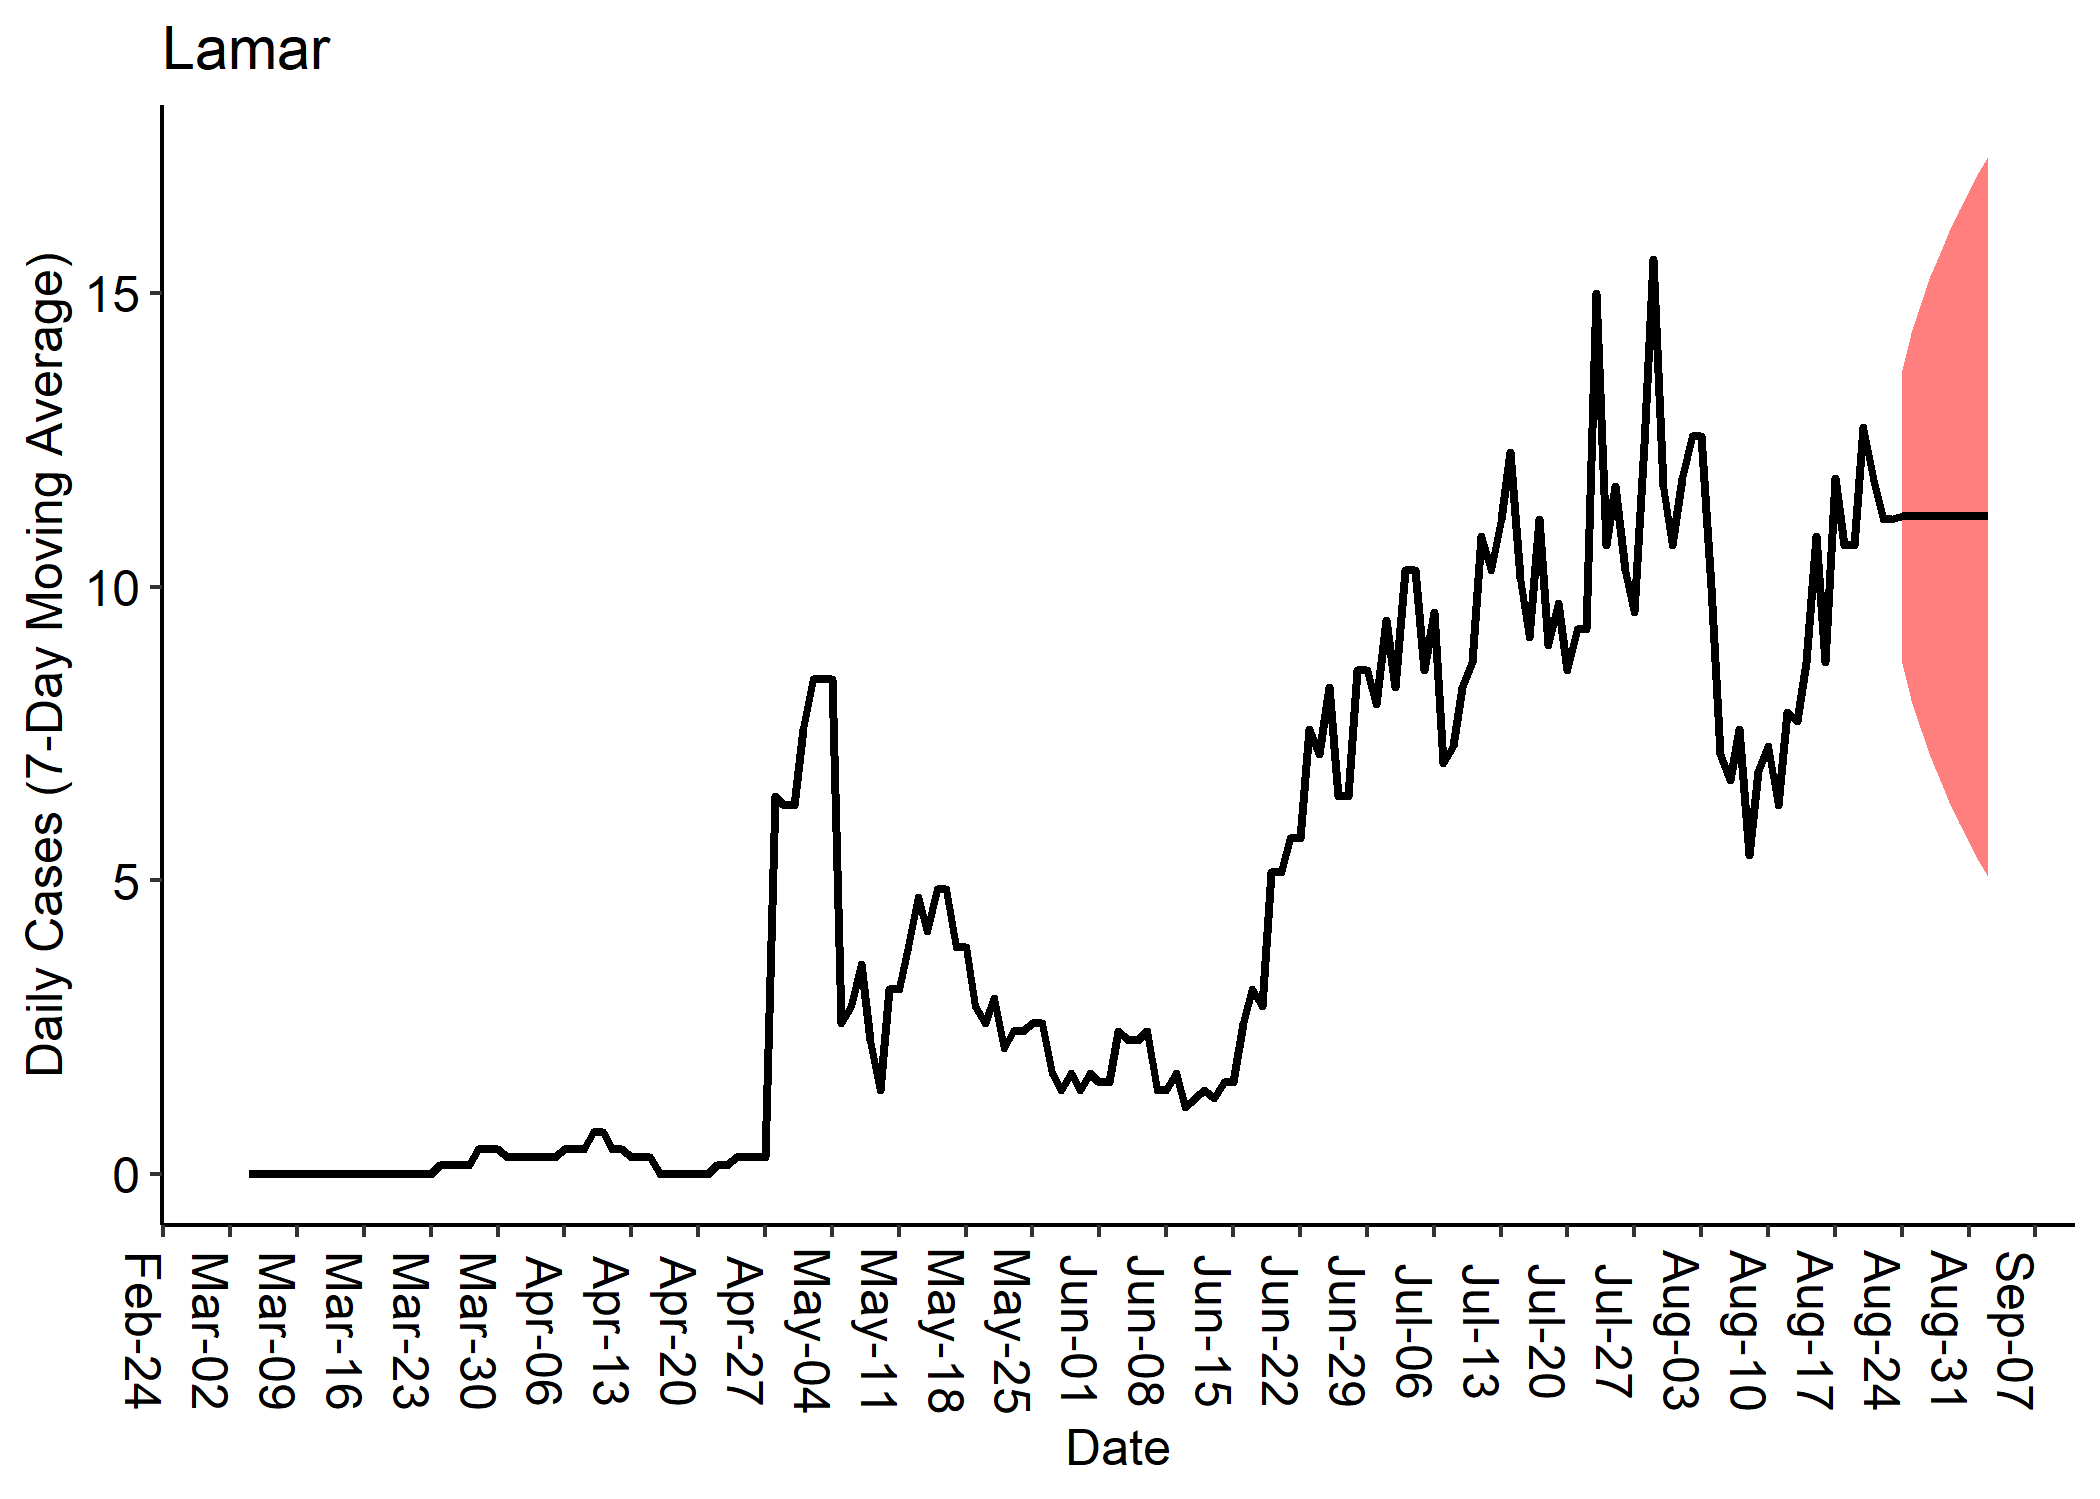 Lamar
Daily Cases (7-Day Moving Average)
15
10
5
0
Feb-24
Mar-02
Mar-09
Mar-16
Mar-23
Mar-30
Apr-06
Apr-13
Apr-20
Apr-27
May-04
May-11
May-18
May-25
Jun-01
Jun-08
Jun-15
Jun-22
Jun-29
Jul-06
Jul-13
Jul-20
Jul-27
Aug-03
Aug-10
Aug-17
Aug-24
Aug-31
Sep-07
Date